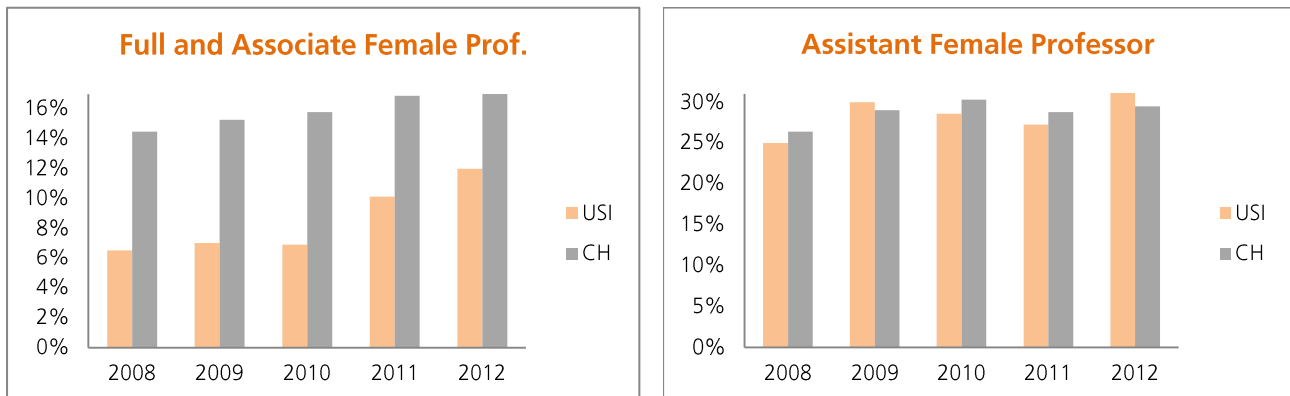 Full and Associate Female Prof.
16%
14%
12%
10%
8%
6%
4%
2%
0%
2008 2009 2010 2011 2012
USI
CH
Assistant Female Professor
30%
25%
20%
15%
10%
5%
0%
2008 2009 2010 2011 2012
USI
CH